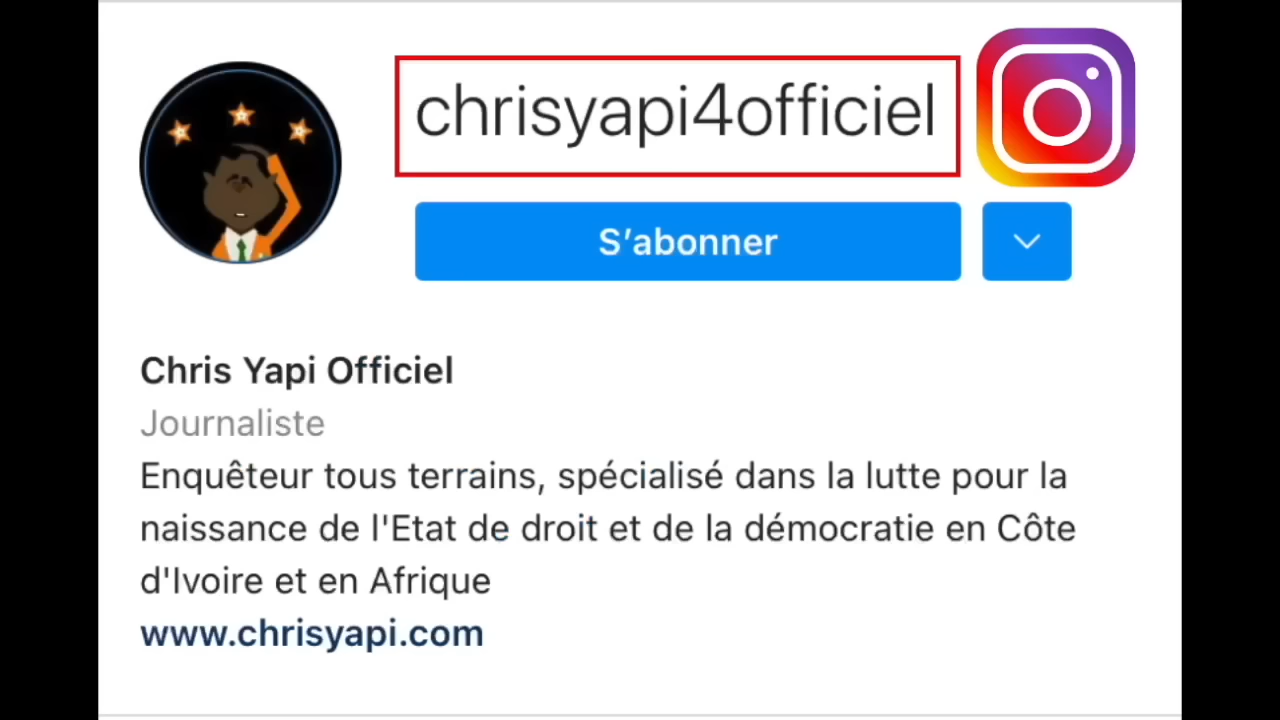 chrisyapi4officiel
S’abonner
Chris Yapi Officiel
Journaliste
Enquêteur tous terrains, spécialisé dans la lutte pour la
naissance de l'Etat de droit et de la démocratie en Côte
d'Ivoire et en Afrique
www.chrisyapi.com